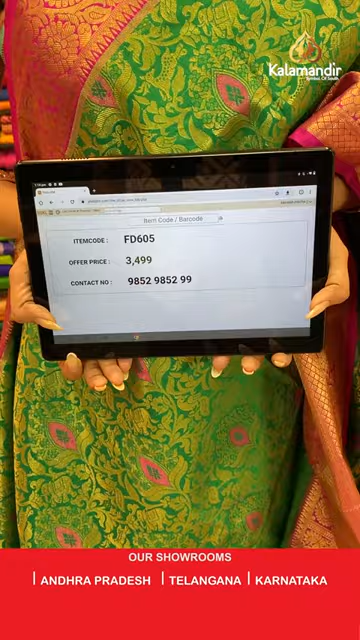 Kalamandir
Item Code / Barcode
ITEMCODE : FD605
OFFER PRICE : 3,499
CONTACT NO : 9852 9852 99
OUR SHOWROOMS
| ANDHRA PRADESH | TELANGANA | KARNATAKA